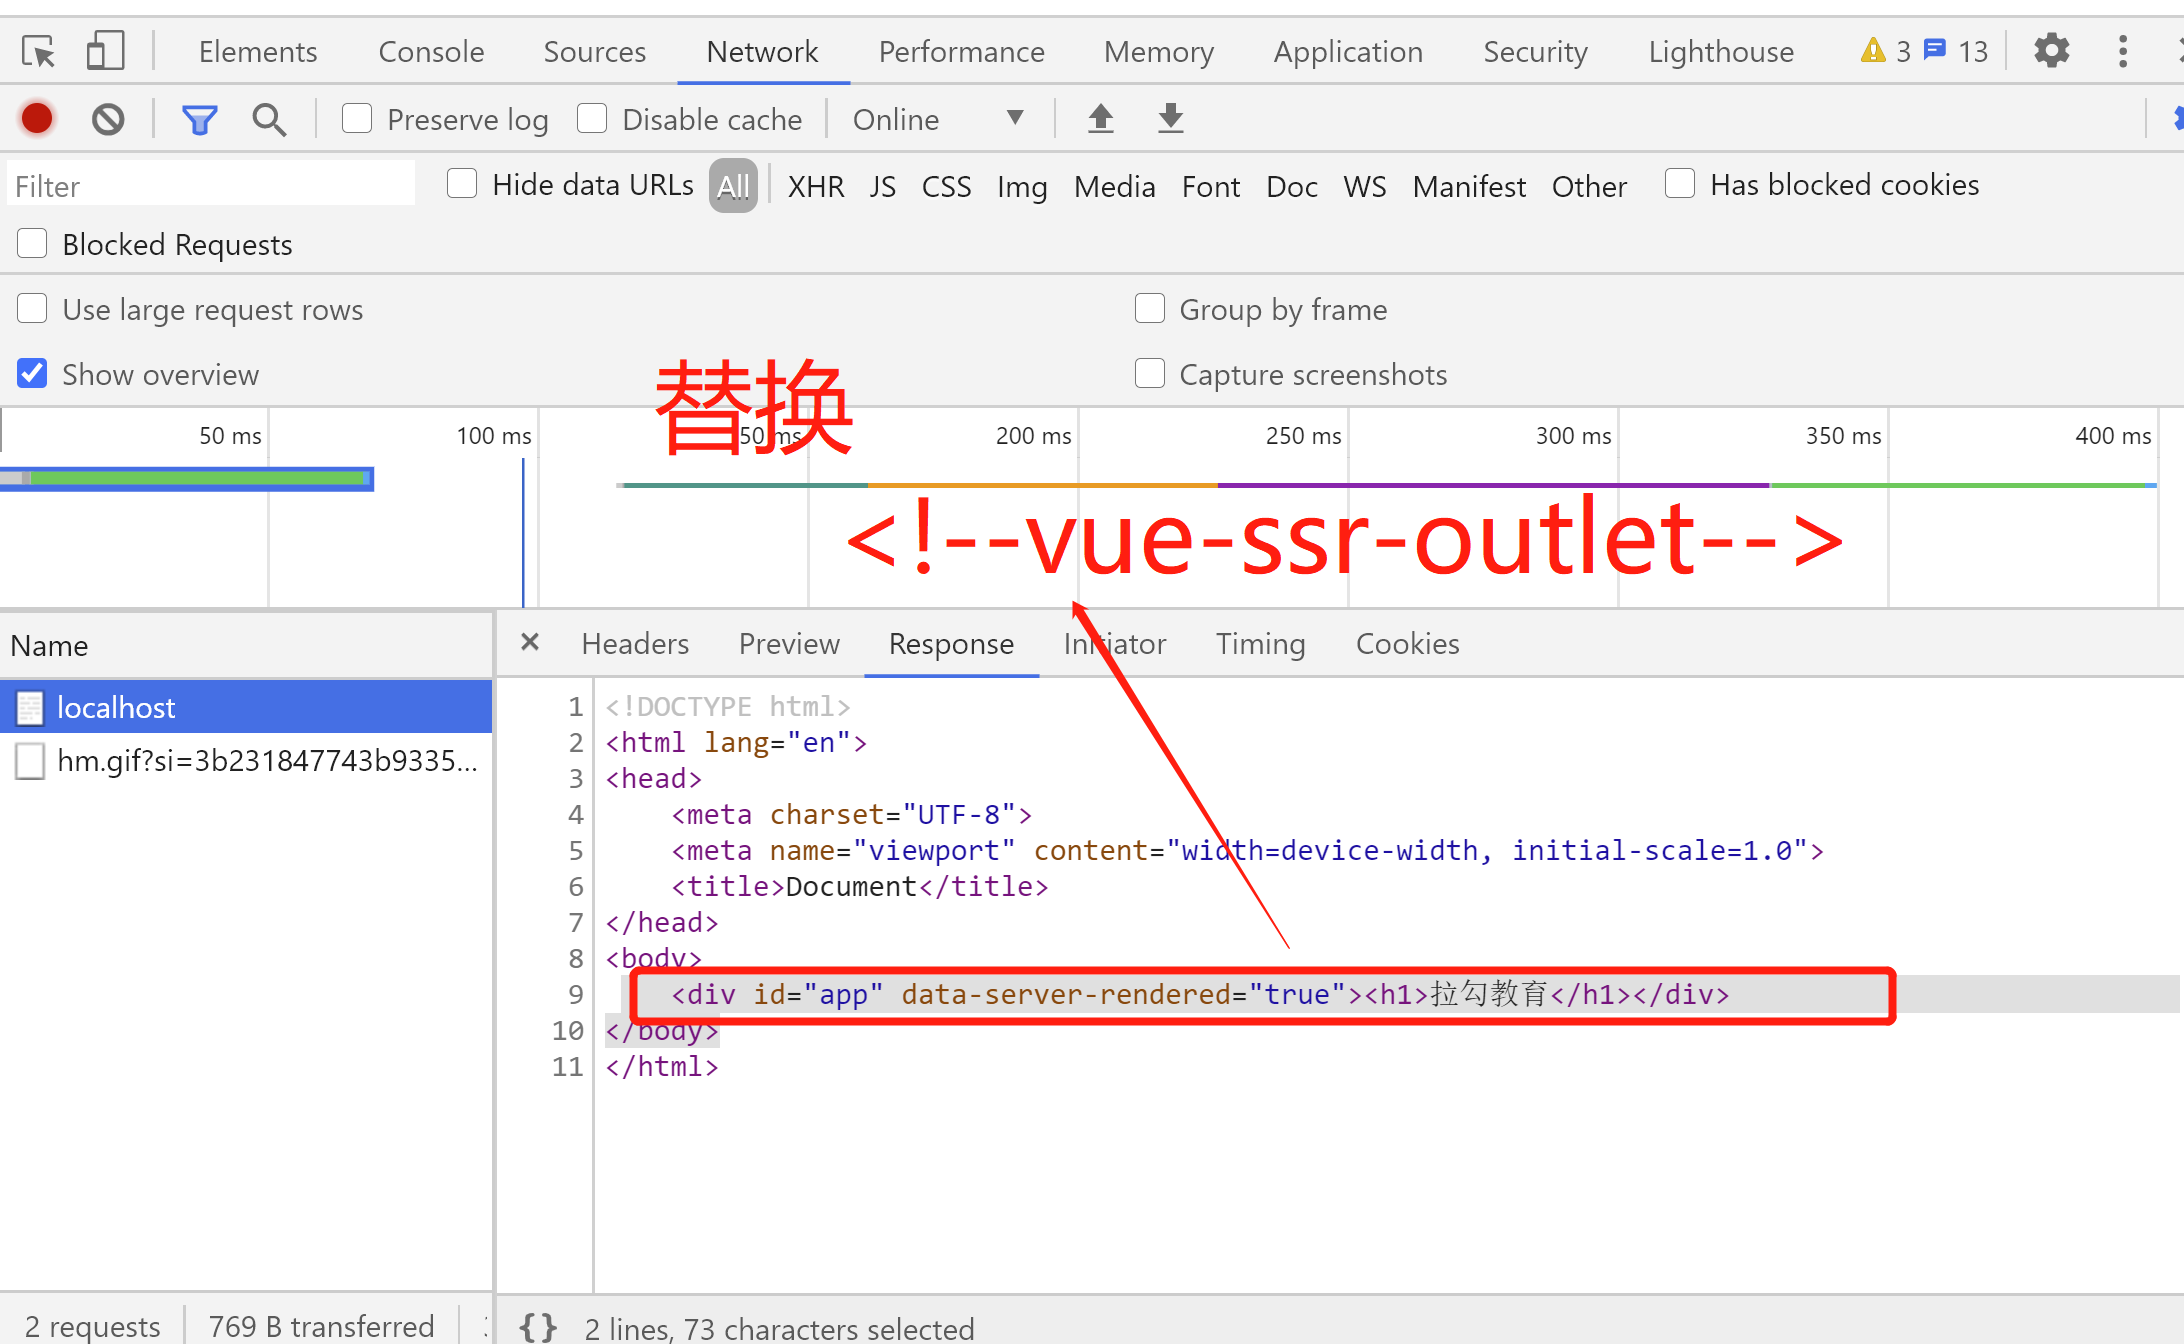 Elements Console Sources Network Performance Memory Application Security Lighthouse 3 13
Preserve log Disable cache Online
Filter Hide data URLs All XHR JS CSS Img Media Font Doc WS Manifest Other Has blocked cookies
Blocked Requests
Use large request rows Group by frame
Show overview Capture screenshots
替换
50 ms 100 ms 50 ms 200 ms 250 ms 300 ms 350 ms 400 ms
<!--vue-ssr-outlet-->
Name
localhost
hm.gif?si=3b231847743b9335...
× Headers Preview Response Initiator Timing Cookies
1 <!DOCTYPE html>
2 <html lang="en">
3 <head>
4 <meta charset="UTF-8">
5 <meta name="viewport" content="width=device-width, initial-scale=1.0">
6 <title>Document</title>
7 </head>
8 <body>
9 <div id="app" data-server-rendered="true"><h1>拉勾教育</h1></div>
10 </body>
11 </html>
2 requests 769 B transferred
{} 2 lines, 73 characters selected